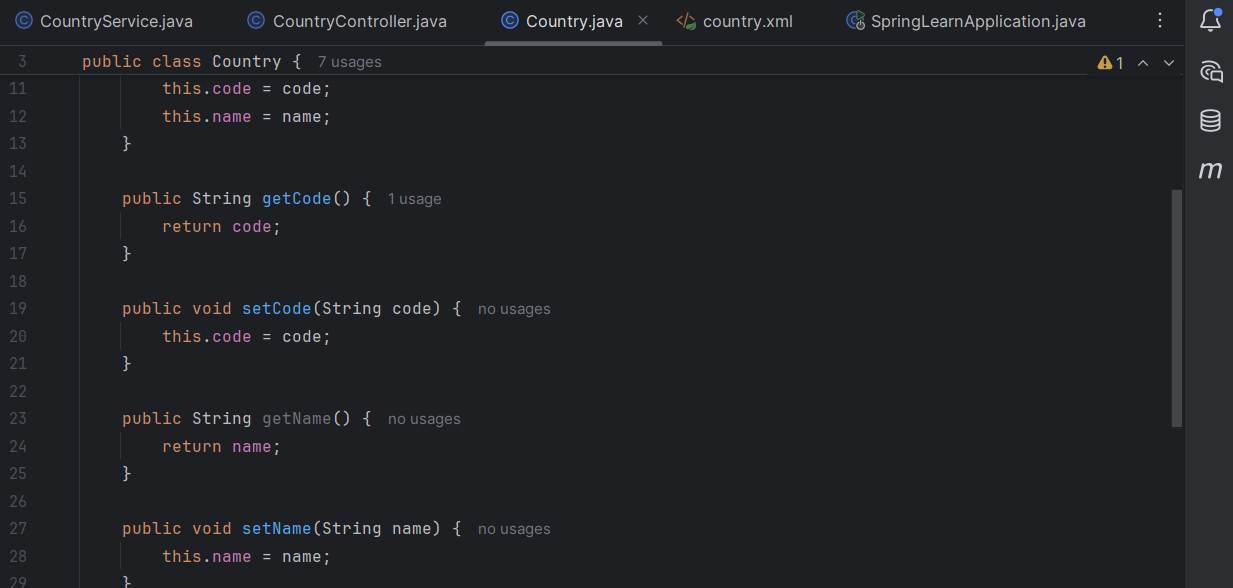 CountryService.java CountryController.java Country.java country.xml SpringLearnApplication.java
3 public class Country { 7 usages 1
11 this.code = code;
12 this.name = name;
13 }
14
15 public String getCode() { 1 usage
16 return code;
17 }
18
19 public void setCode(String code) { no usages
20 this.code = code;
21 }
22
23 public String getName() { no usages
24 return name;
25 }
26
27 public void setName(String name) { no usages
28 this.name = name;
29 }